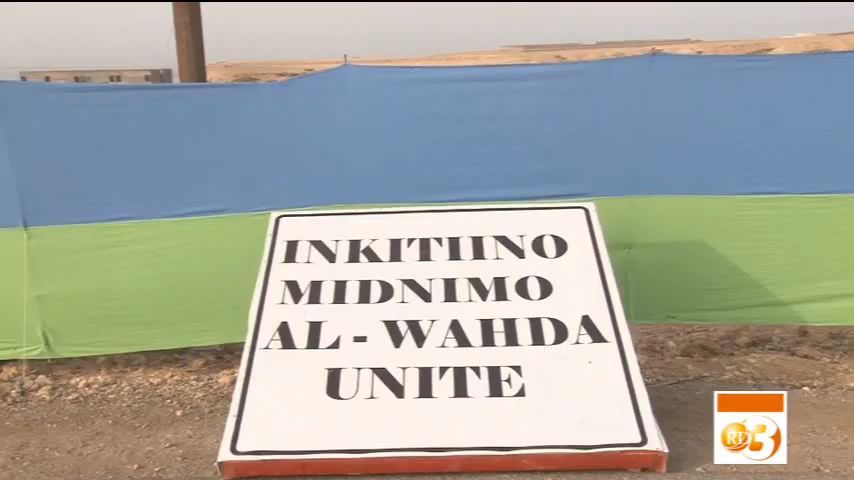 INKITIINO
MIDNIMO
AL - WAHDA
UNITE
RTD
3